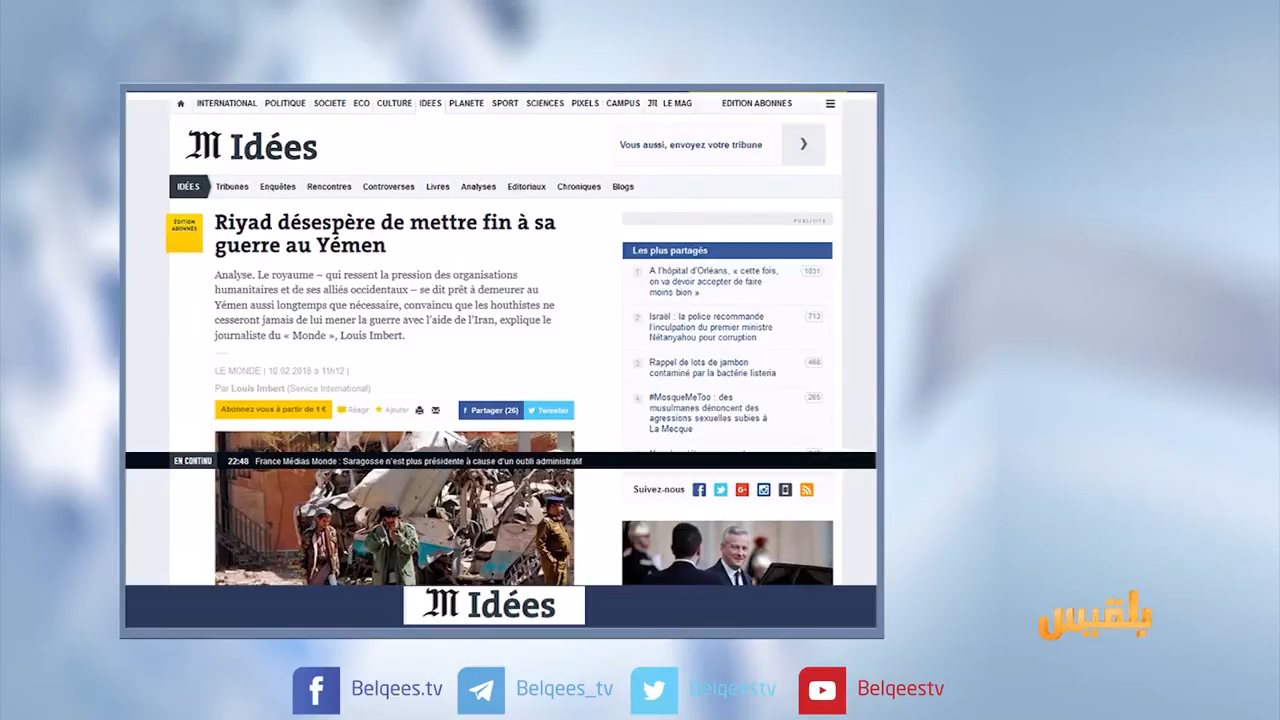 INTERNATIONAL POLITIQUE SOCIETE ECO CULTURE IDEES PLANETE SPORT SCIENCES PIXELS CAMPUS M LE MAG EDITION ABONNES
M Idées
Vous aussi, envoyez votre tribune
IDÉES Tribunes Enquêtes Rencontres Controverses Livres Analyses Editoriaux Chroniques Blogs
ÉDITION
ABONNÉS
Riyad désespère de mettre fin à sa
guerre au Yémen
Analyse. Le royaume – qui ressent la pression des organisations
humanitaires et de ses alliés occidentaux – se dit prêt à demeurer au
Yémen aussi longtemps que nécessaire, convaincu que les houthistes ne
cesseront jamais de lui mener la guerre avec l'aide de l'Iran, explique le
journaliste du « Monde », Louis Imbert.
LE MONDE | 10.02.2018 à 11h12 |
Par Louis Imbert (Service International)
Abonnez vous à partir de 1 € Réagir Ajouter Partager (26) Tweeter
PUBLICITÉ
Les plus partagés
1 A l'hôpital d'Orléans, « cette fois, 1031
on va devoir accepter de faire
moins bien »
2 Israël : la police recommande 713
l'inculpation du premier ministre
Nétanyahou pour corruption
3 Rappel de lots de jambon 468
contaminé par la bactérie listeria
4 #MosqueMeToo : des 265
musulmanes dénoncent des
agressions sexuelles subies à
La Mecque
EN CONTINU 22:48 France Médias Monde : Saragosse n'est plus présidente à cause d'un oubli administratif
Suivez-nous
M Idées
بلقيس
Belqees.tv Belqees_tv Belqeestv Belqeestv